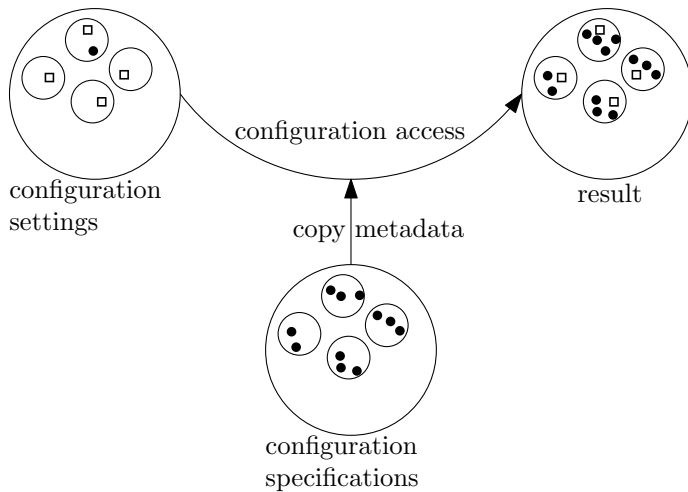 configuration access
configuration
settings
result
copy metadata
configuration
specifications